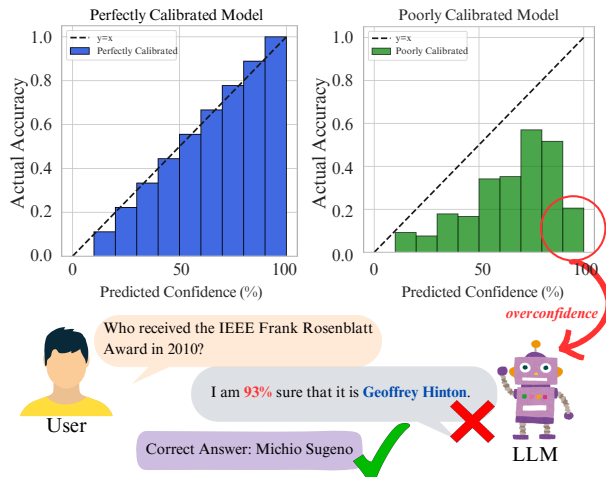 Perfectly Calibrated Model
y=x
Perfectly Calibrated
Actual Accuracy
1.0
0.8
0.6
0.4
0.2
0.0
0
50
100
Predicted Confidence (%)
Poorly Calibrated Model
y=x
Poorly Calibrated
Actual Accuracy
1.0
0.8
0.6
0.4
0.2
0.0
0
50
100
Predicted Confidence (%)
overconfidence
Who received the IEEE Frank Rosenblatt
Award in 2010?
I am 93% sure that it is Geoffrey Hinton.
User
Correct Answer: Michio Sugeno
LLM